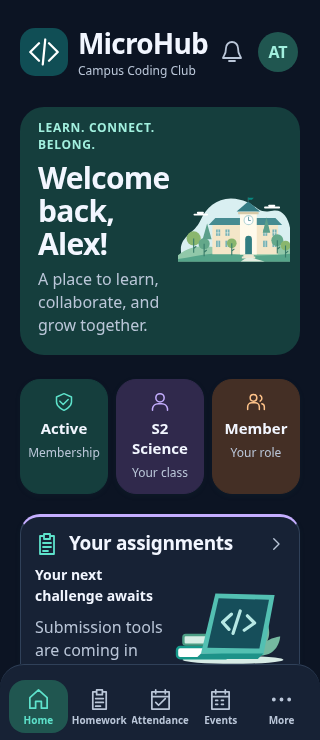 MicroHub
Campus Coding Club
AT
LEARN. CONNECT.
BELONG.
Welcome
back,
Alex!
A place to learn,
collaborate, and
grow together.
Active
Membership
S2
Science
Your class
Member
Your role
Your assignments
Your next
challenge awaits
Submission tools
are coming in
Home
Homework
Attendance
Events
More